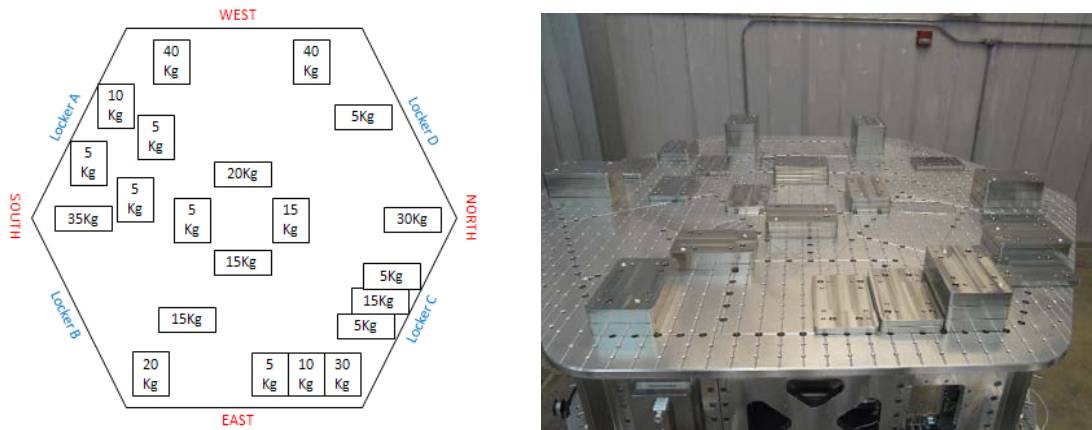 WEST
40
Kg
40
Kg
10
Kg
Locker A
5Kg
Locker D
5
Kg
5
Kg
20Kg
5
Kg
SOUTH
35Kg
5
Kg
15
Kg
30Kg
NORTH
15Kg
5Kg
15Kg
5Kg
Locker C
Locker B
15Kg
20
Kg
5
Kg
10
Kg
30
Kg
EAST